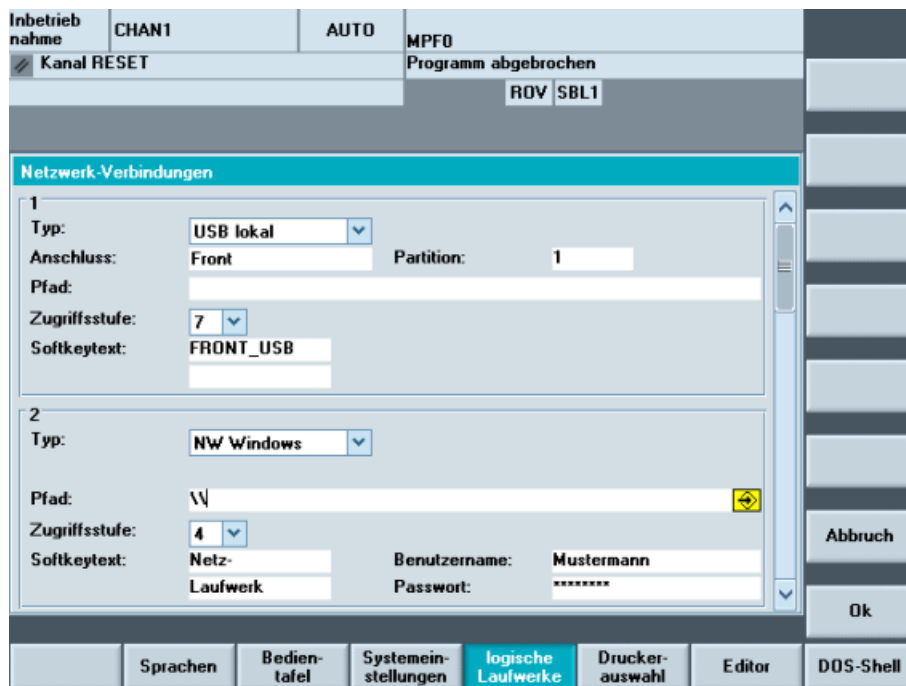 Inbetrieb
nahme
CHAN1
AUTO
MPF0
Kanal RESET
Programm abgebrochen
ROV SBL1
Netzwerk-Verbindungen
1
Typ: USB lokal
Anschluss: Front Partition: 1
Pfad:
Zugriffsstufe: 7
Softkeytext: FRONT_USB
2
Typ: NW Windows
Pfad: \\
Zugriffsstufe: 4
Softkeytext: Netz- Benutzername: Mustermann
Laufwerk Passwort: ********
Abbruch
Ok
Sprachen
Bedien-
tafel
Systemein-
stellungen
logische
Laufwerke
Drucker-
auswahl
Editor
DOS-Shell